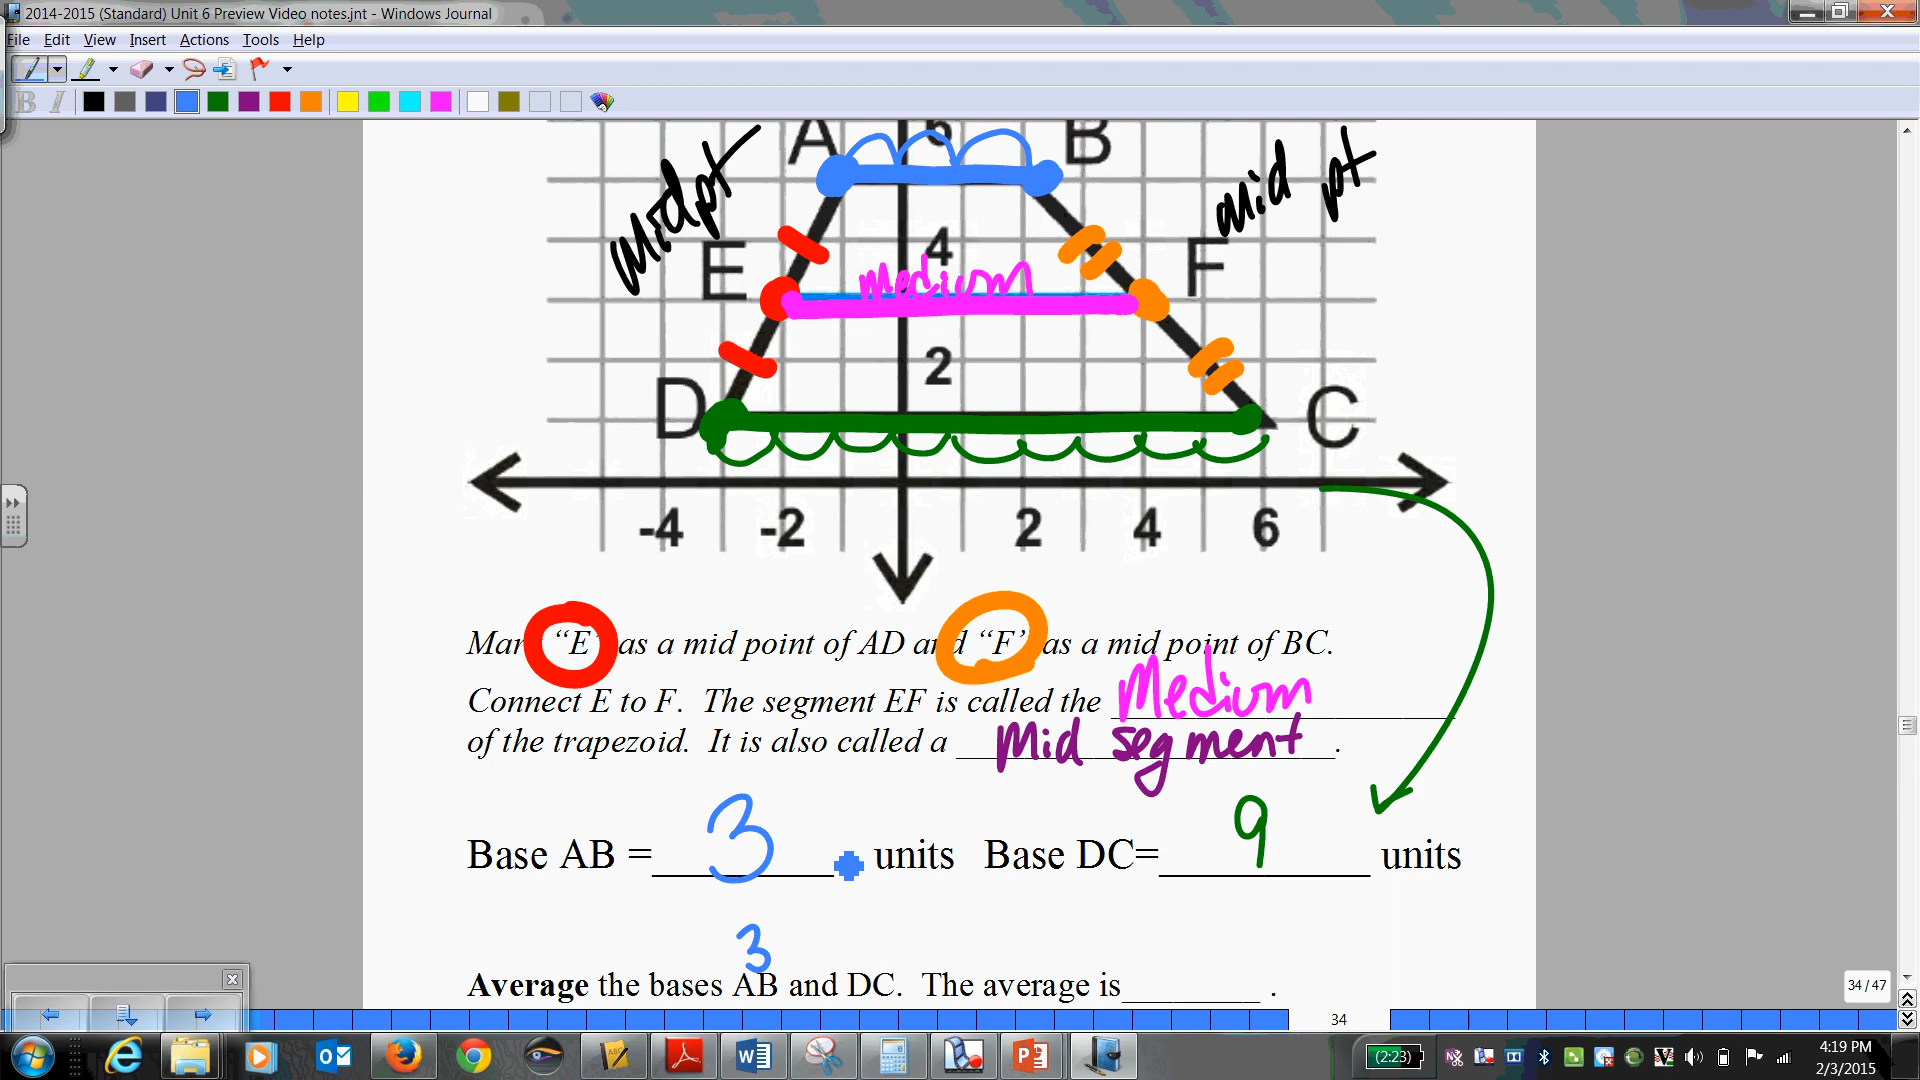 2014-2015 (Standard) Unit 6 Preview Video notes.jnt - Windows Journal
File Edit View Insert Actions Tools Help
B I
A B
Midpt mid pt
E 4 F
medium
2
D C
-4 -2 2 4 6
Mar "E" as a mid point of AD and "F" as a mid point of BC.
Connect E to F. The segment EF is called the Medium
of the trapezoid. It is also called a Mid segment.
Base AB = 3 units Base DC= 9 units
3
Average the bases AB and DC. The average is________ .
34 / 47
34
(2:23)
4:19 PM
2/3/2015